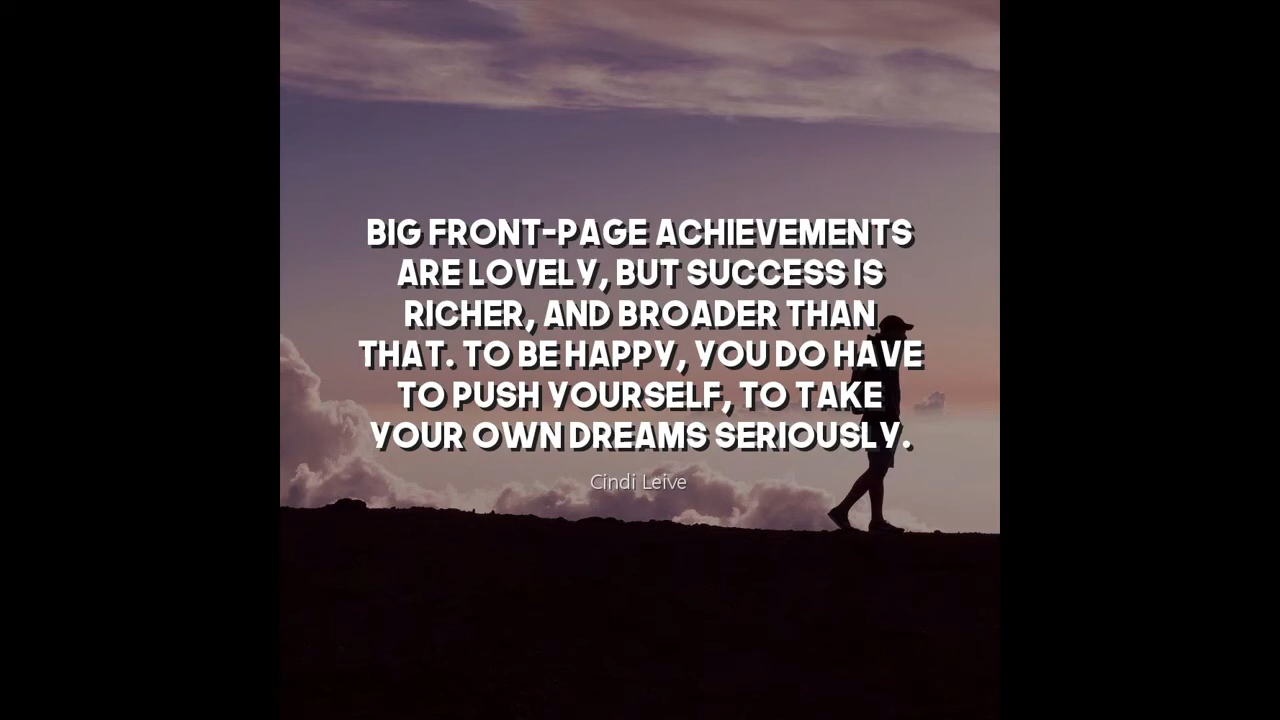 BIG FRONT-PAGE ACHIEVEMENTS
ARE LOVELY, BUT SUCCESS IS
RICHER, AND BROADER THAN
THAT. TO BE HAPPY, YOU DO HAVE
TO PUSH YOURSELF, TO TAKE
YOUR OWN DREAMS SERIOUSLY.
Cindi Leive